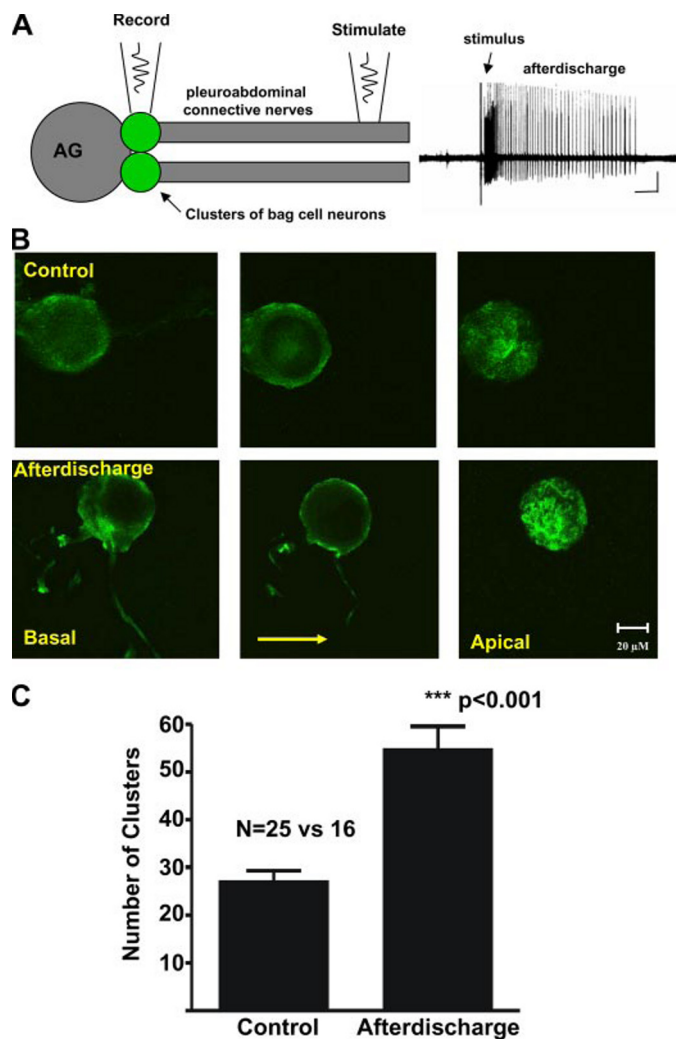 A
Record
Stimulate
pleuroabdominal
connective nerves
AG
Clusters of bag cell neurons
stimulus
afterdischarge
B
Control
Afterdischarge
Basal
Apical
20 µM
C
*** p<0.001
N=25 vs 16
Number of Clusters
60
50
40
30
20
10
Control
Afterdischarge